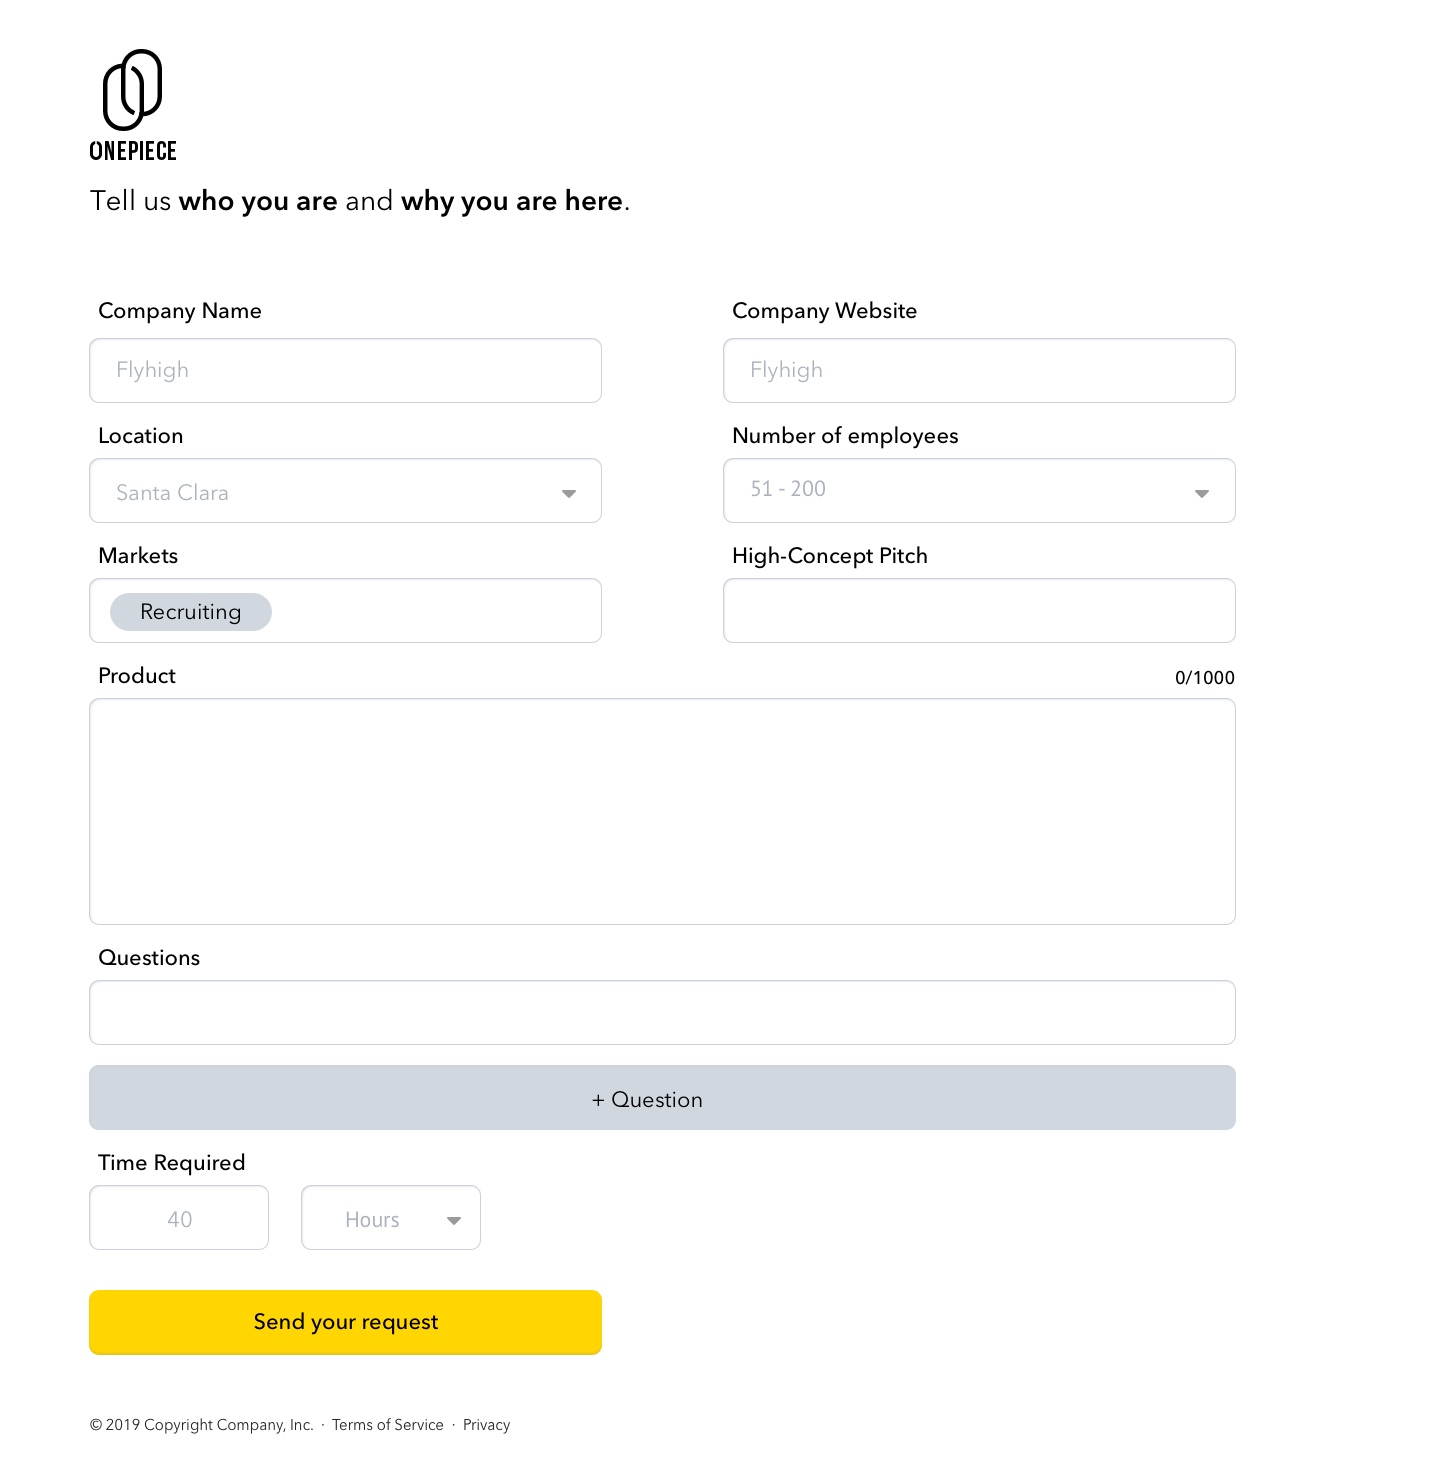 ONEPIECE
Tell us who you are and why you are here.
Company Name
Company Website
Flyhigh
Flyhigh
Location
Number of employees
Santa Clara
51 - 200
Markets
High-Concept Pitch
Recruiting
Product
0/1000
Questions
+ Question
Time Required
40
Hours
Send your request
© 2019 Copyright Company, Inc. · Terms of Service · Privacy